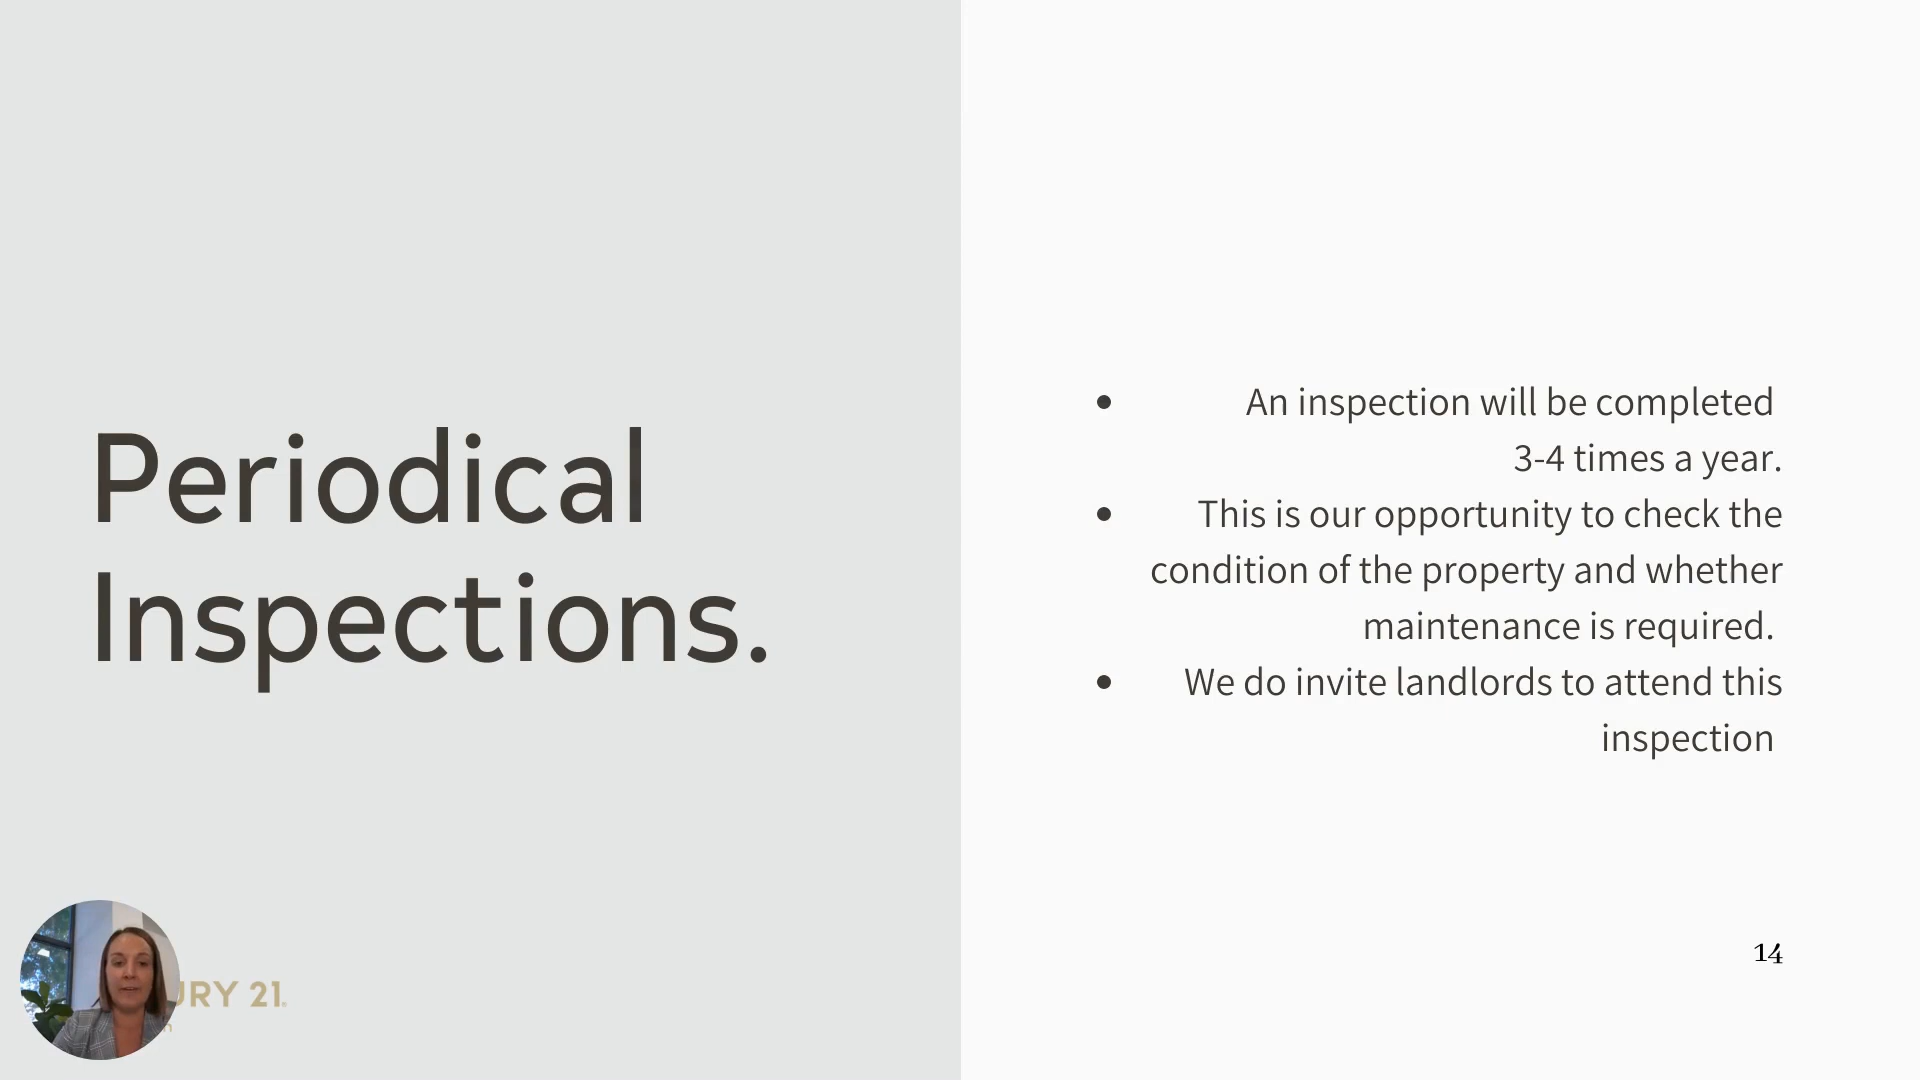 Periodical
Inspections.
• An inspection will be completed
3-4 times a year.
• This is our opportunity to check the
condition of the property and whether
maintenance is required.
• We do invite landlords to attend this
inspection
14
URY 21